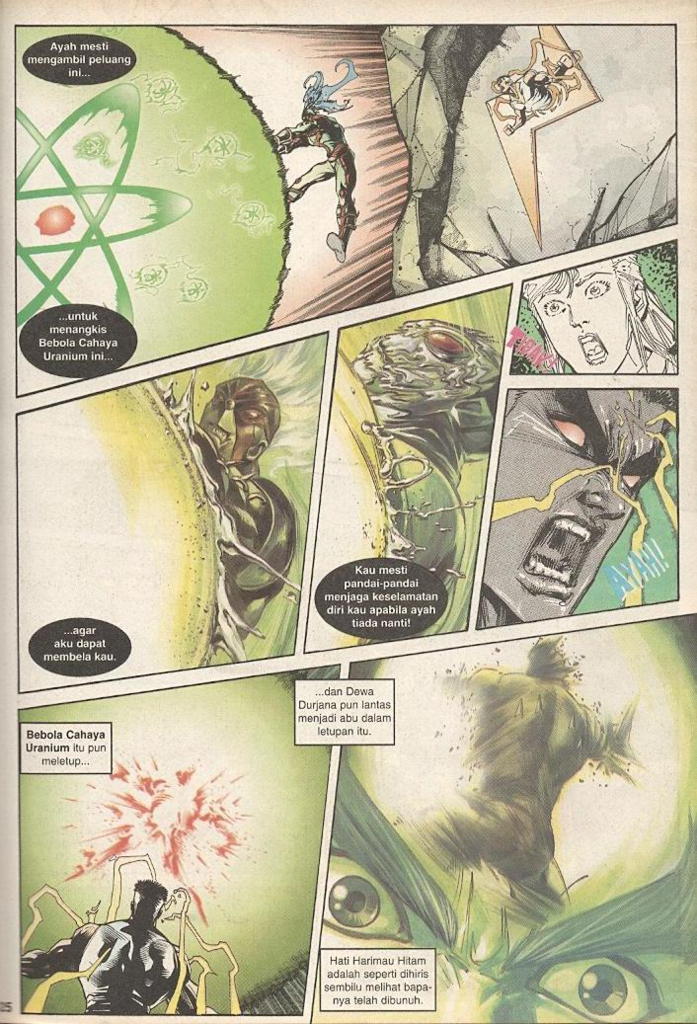 Ayah mesti
mengambil peluang
ini...
...untuk
menangkis
Bebola Cahaya
Uranium ini...
...agar
aku dapat
membela kau.
Kau mesti
pandai-pandai
menjaga keselamatan
diri kau apabila ayah
tiada nanti!
AYAH!
Bebola Cahaya
Uranium itu pun
meletup...
...dan Dewa
Durjana pun lantas
menjadi abu dalam
letupan itu.
Hati Harimau Hitam
adalah seperti dihiris
sembilu melihat bapa-
nya telah dibunuh.